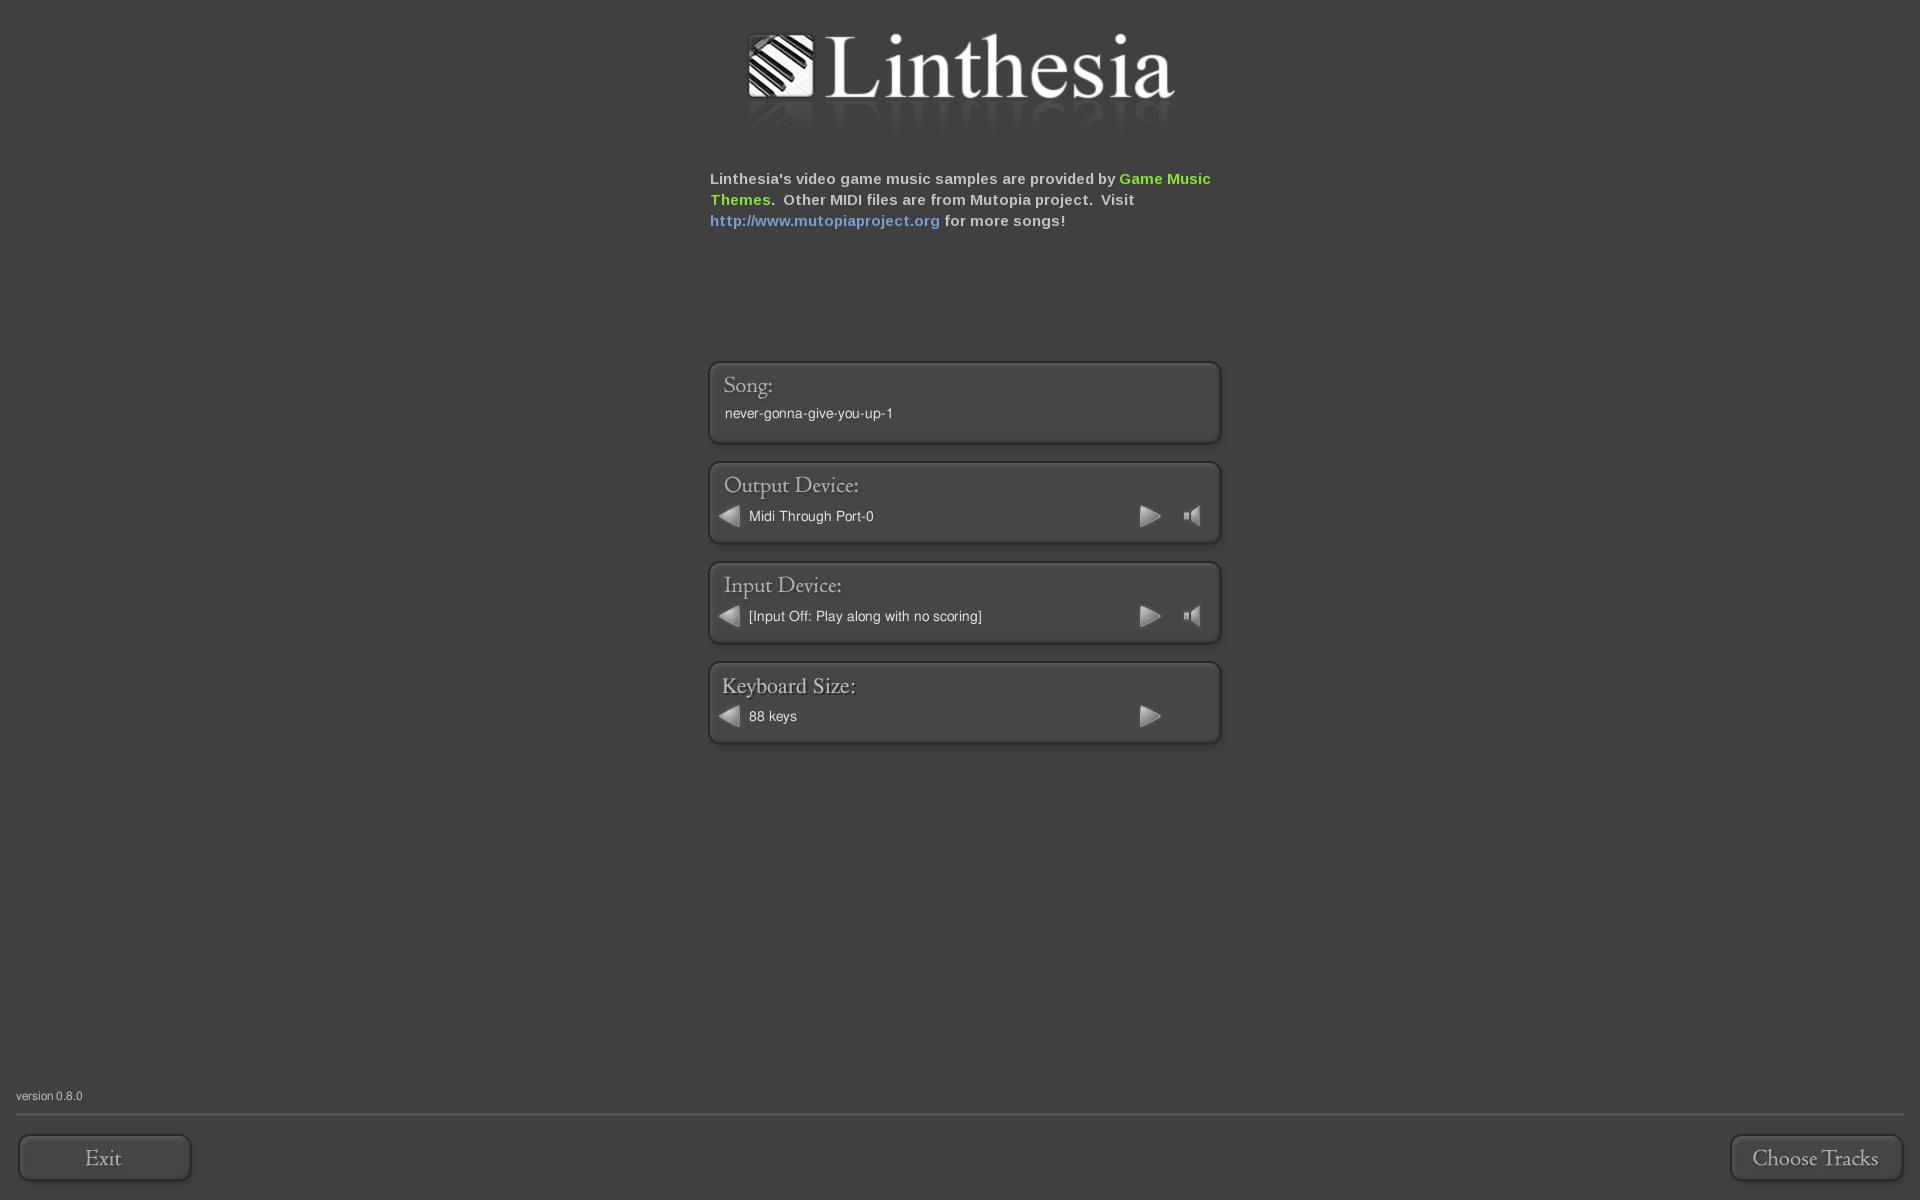 Linthesia
Linthesia's video game music samples are provided by Game Music
Themes.  Other MIDI files are from Mutopia project.  Visit
http://www.mutopiaproject.org for more songs!
Song:
never-gonna-give-you-up-1
Output Device:
Midi Through Port-0
Input Device:
[Input Off: Play along with no scoring]
Keyboard Size:
88 keys
version 0.8.0
Exit
Choose Tracks